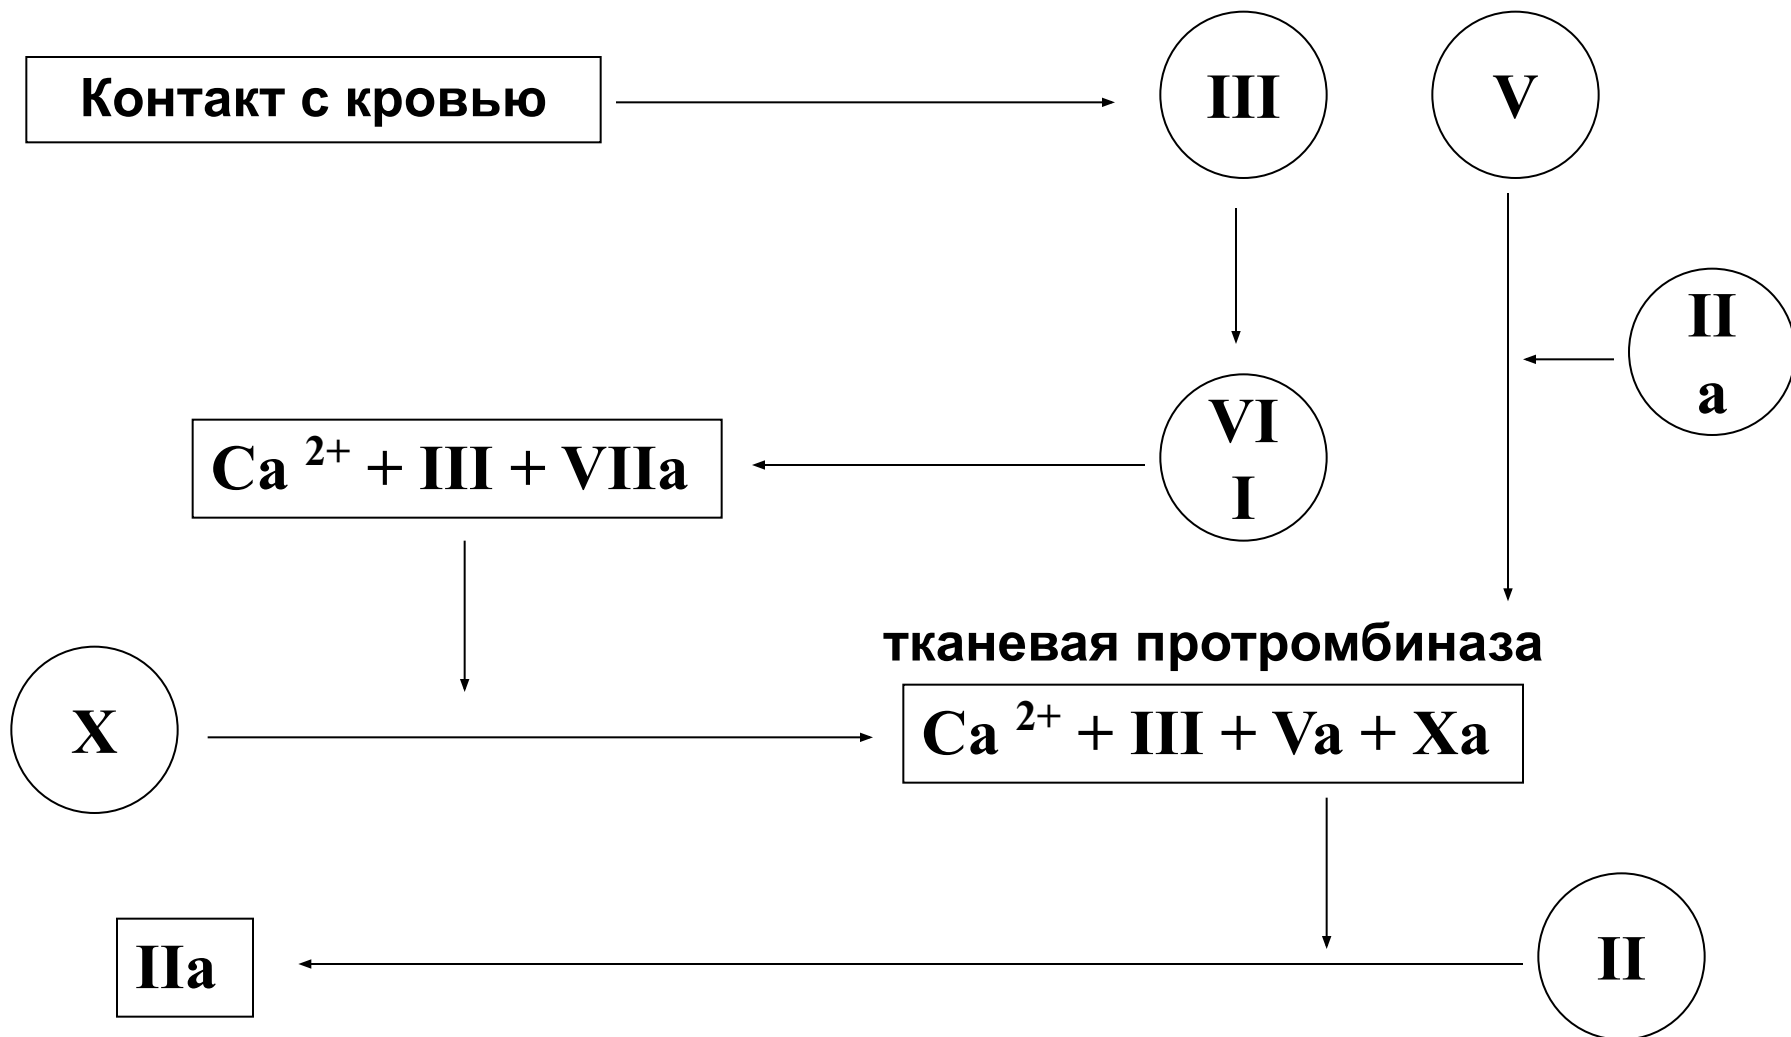 Контакт с кровью
III
V
II
a
VI
I
Ca 2+ + III + VIIa
тканевая протромбиназа
X
Ca 2+ + III + Va + Xa
IIa
II